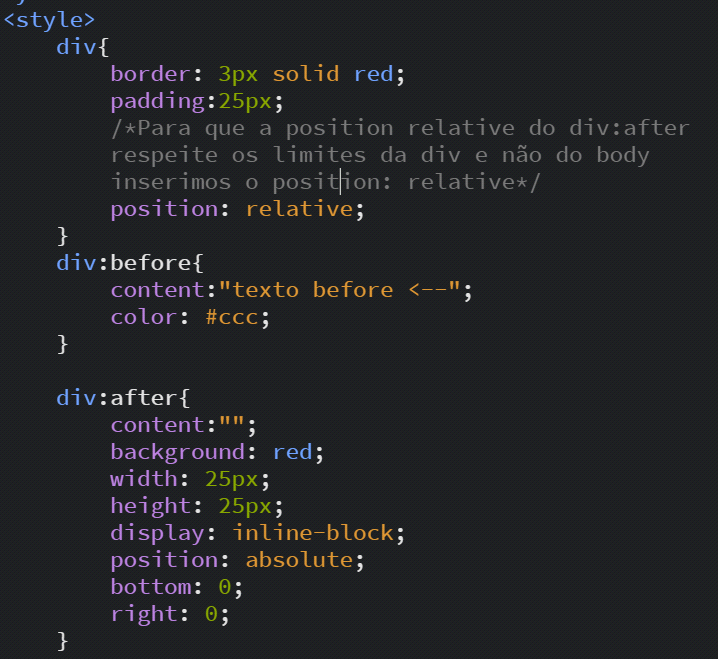 <style>
div{
border: 3px solid red;
padding:25px;
/*Para que a position relative do div:after
respeite os limites da div e não do body
inserimos o position: relative*/
position: relative;
}
div:before{
content:"texto before <--";
color: #ccc;
}
div:after{
content:"";
background: red;
width: 25px;
height: 25px;
display: inline-block;
position: absolute;
bottom: 0;
right: 0;
}